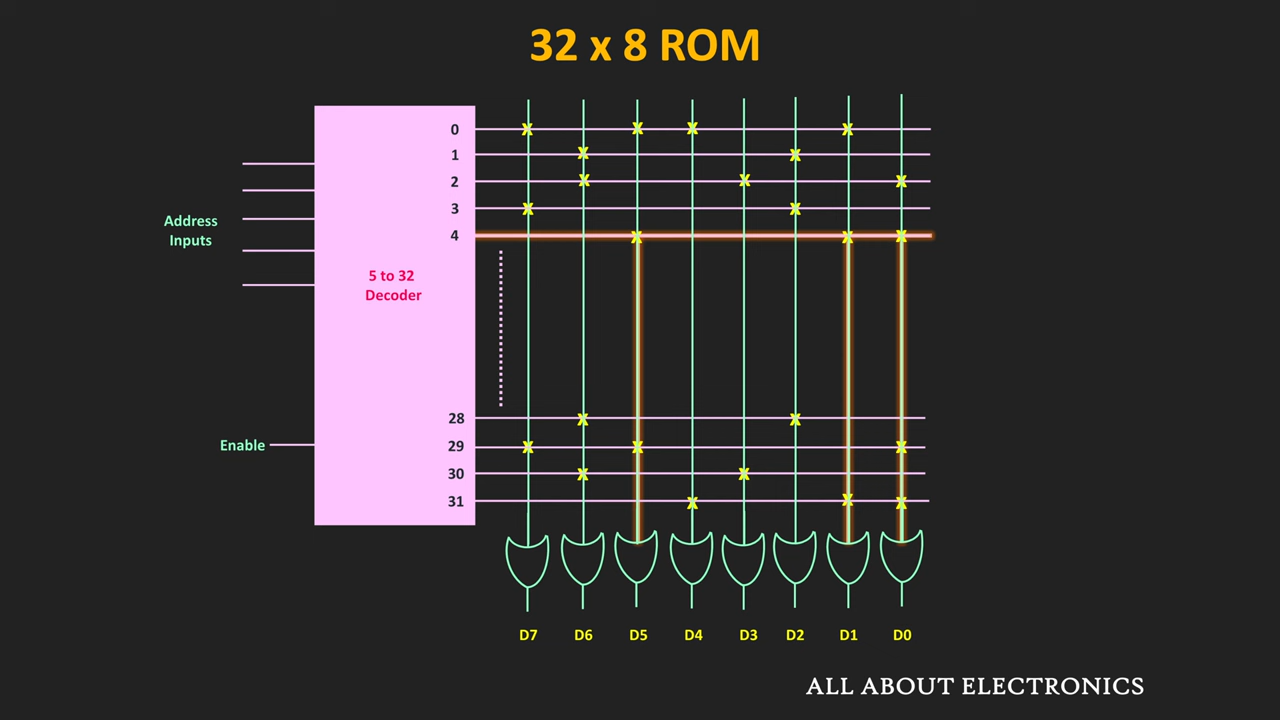 32 x 8 ROM
0
1
2
3
4
Address
Inputs
5 to 32
Decoder
28
29
30
31
Enable
D7 D6 D5 D4 D3 D2 D1 D0
ALL ABOUT ELECTRONICS